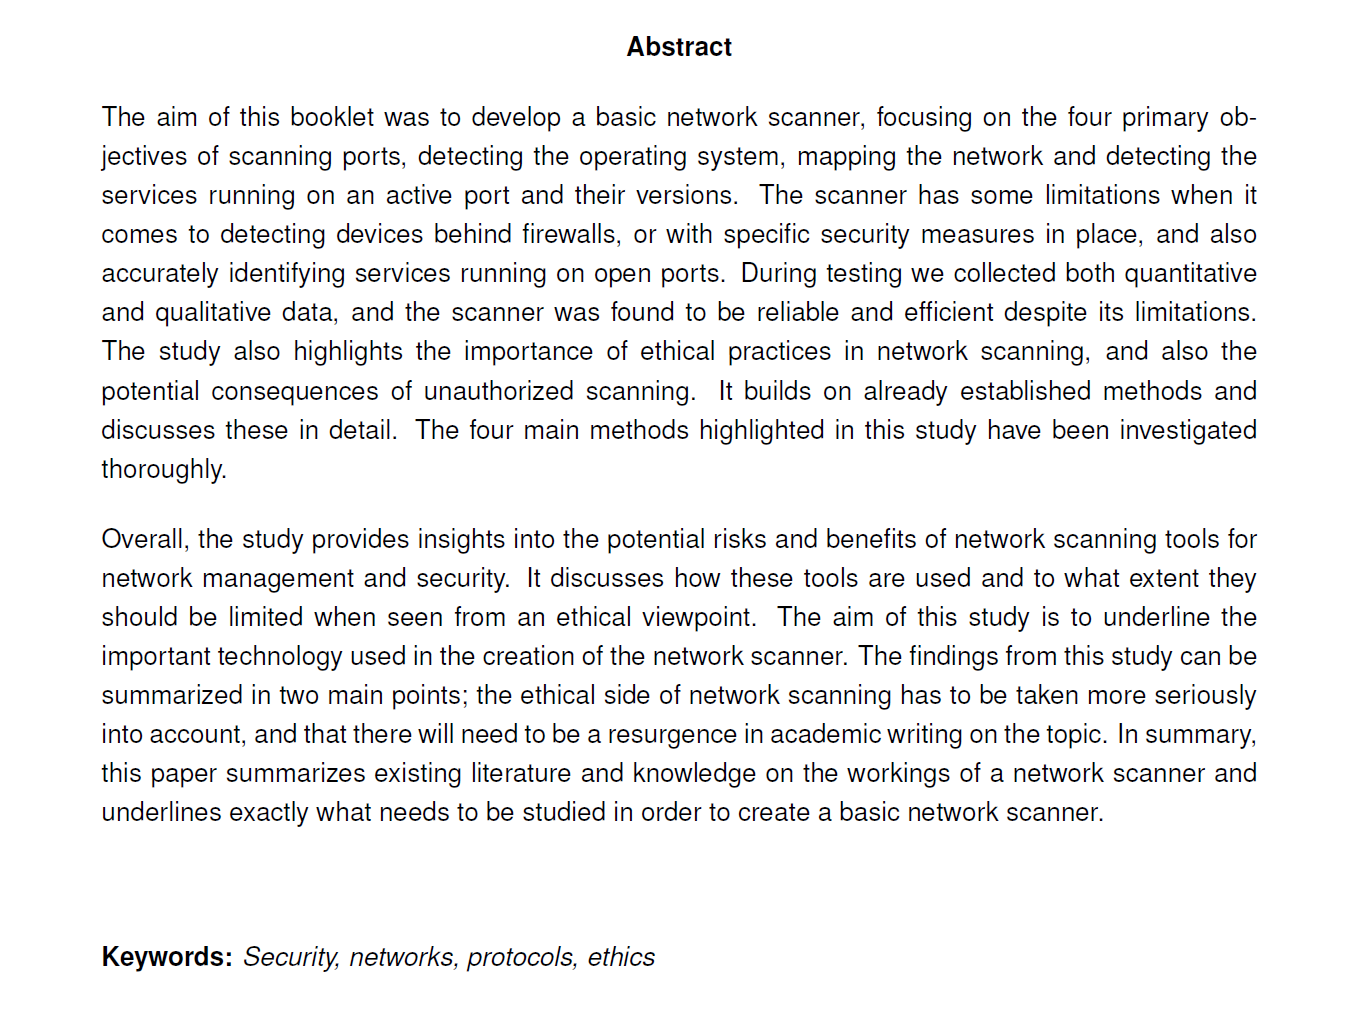 Abstract
The aim of this booklet was to develop a basic network scanner, focusing on the four primary ob-
jectives of scanning ports, detecting the operating system, mapping the network and detecting the
services running on an active port and their versions. The scanner has some limitations when it
comes to detecting devices behind firewalls, or with specific security measures in place, and also
accurately identifying services running on open ports. During testing we collected both quantitative
and qualitative data, and the scanner was found to be reliable and efficient despite its limitations.
The study also highlights the importance of ethical practices in network scanning, and also the
potential consequences of unauthorized scanning. It builds on already established methods and
discusses these in detail. The four main methods highlighted in this study have been investigated
thoroughly.
Overall, the study provides insights into the potential risks and benefits of network scanning tools for
network management and security. It discusses how these tools are used and to what extent they
should be limited when seen from an ethical viewpoint. The aim of this study is to underline the
important technology used in the creation of the network scanner. The findings from this study can be
summarized in two main points; the ethical side of network scanning has to be taken more seriously
into account, and that there will need to be a resurgence in academic writing on the topic. In summary,
this paper summarizes existing literature and knowledge on the workings of a network scanner and
underlines exactly what needs to be studied in order to create a basic network scanner.
Keywords: Security, networks, protocols, ethics